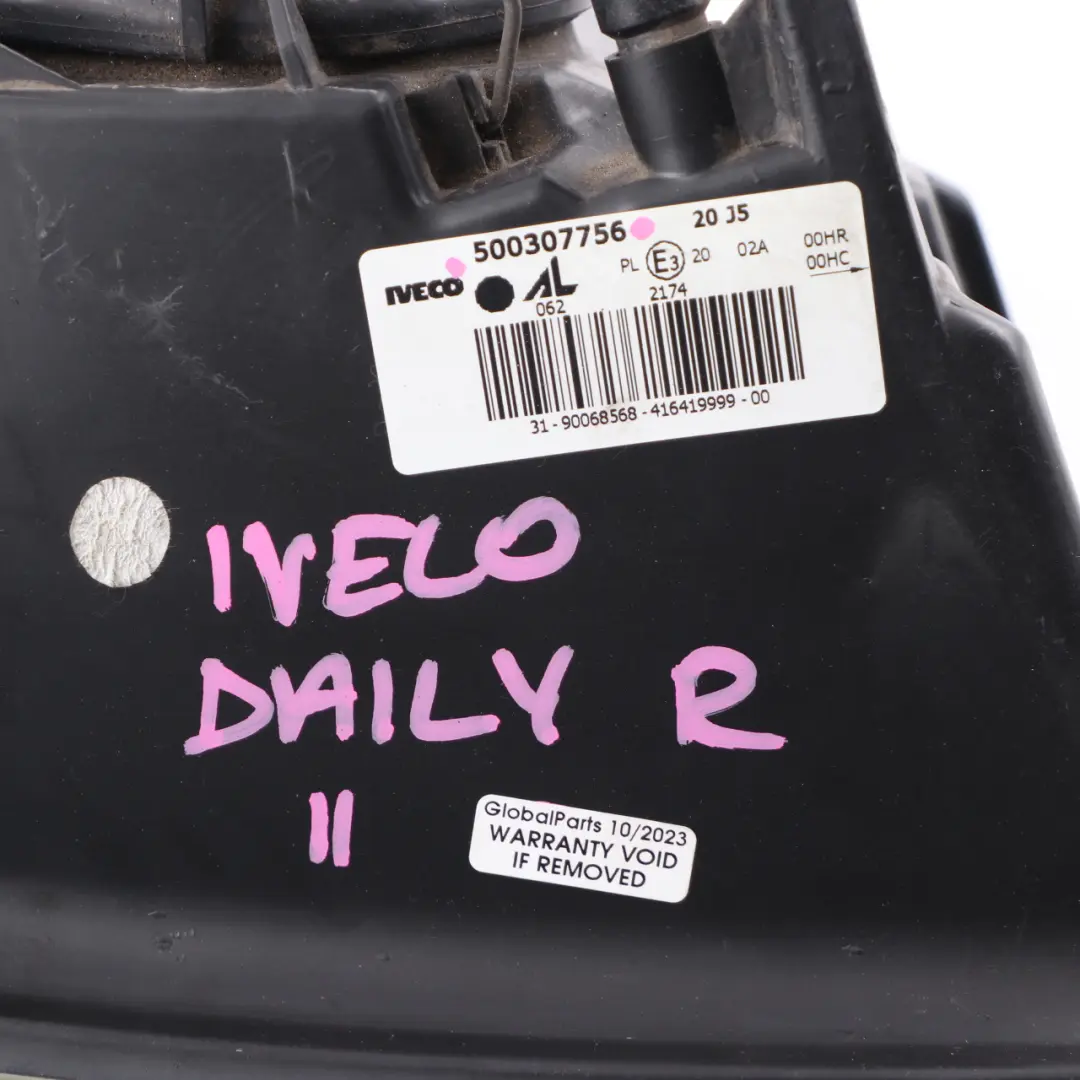 500307756 20 J5
IVECO AL PL E3 20 02A 00HR
00HC
062 2174
31-90068568-416419999-00
IVECO
DAILY R
11
GlobalParts 10/2023
WARRANTY VOID
IF REMOVED